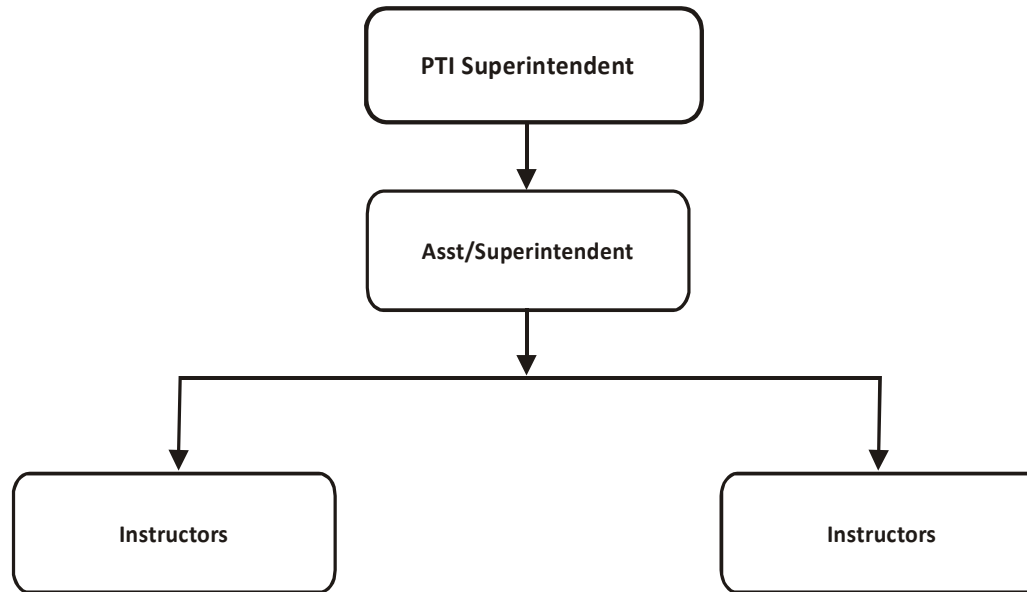 PTI Superintendent
Asst/Superintendent
Instructors
Instructors